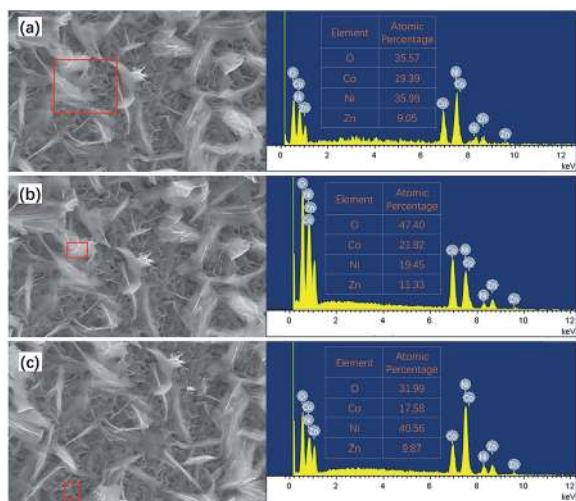 (a)
Element Atomic Percentage
O 35.57
Co 19.39
Ni 35.99
Zn 9.05
0 2 4 6 8 10 12
keV
(b)
Element Atomic Percentage
O 47.40
Co 21.82
Ni 19.45
Zn 11.33
0 2 4 6 8 10 12
keV
(c)
Element Atomic Percentage
O 31.99
Co 17.58
Ni 40.56
Zn 9.87
0 2 4 6 8 10 12
keV